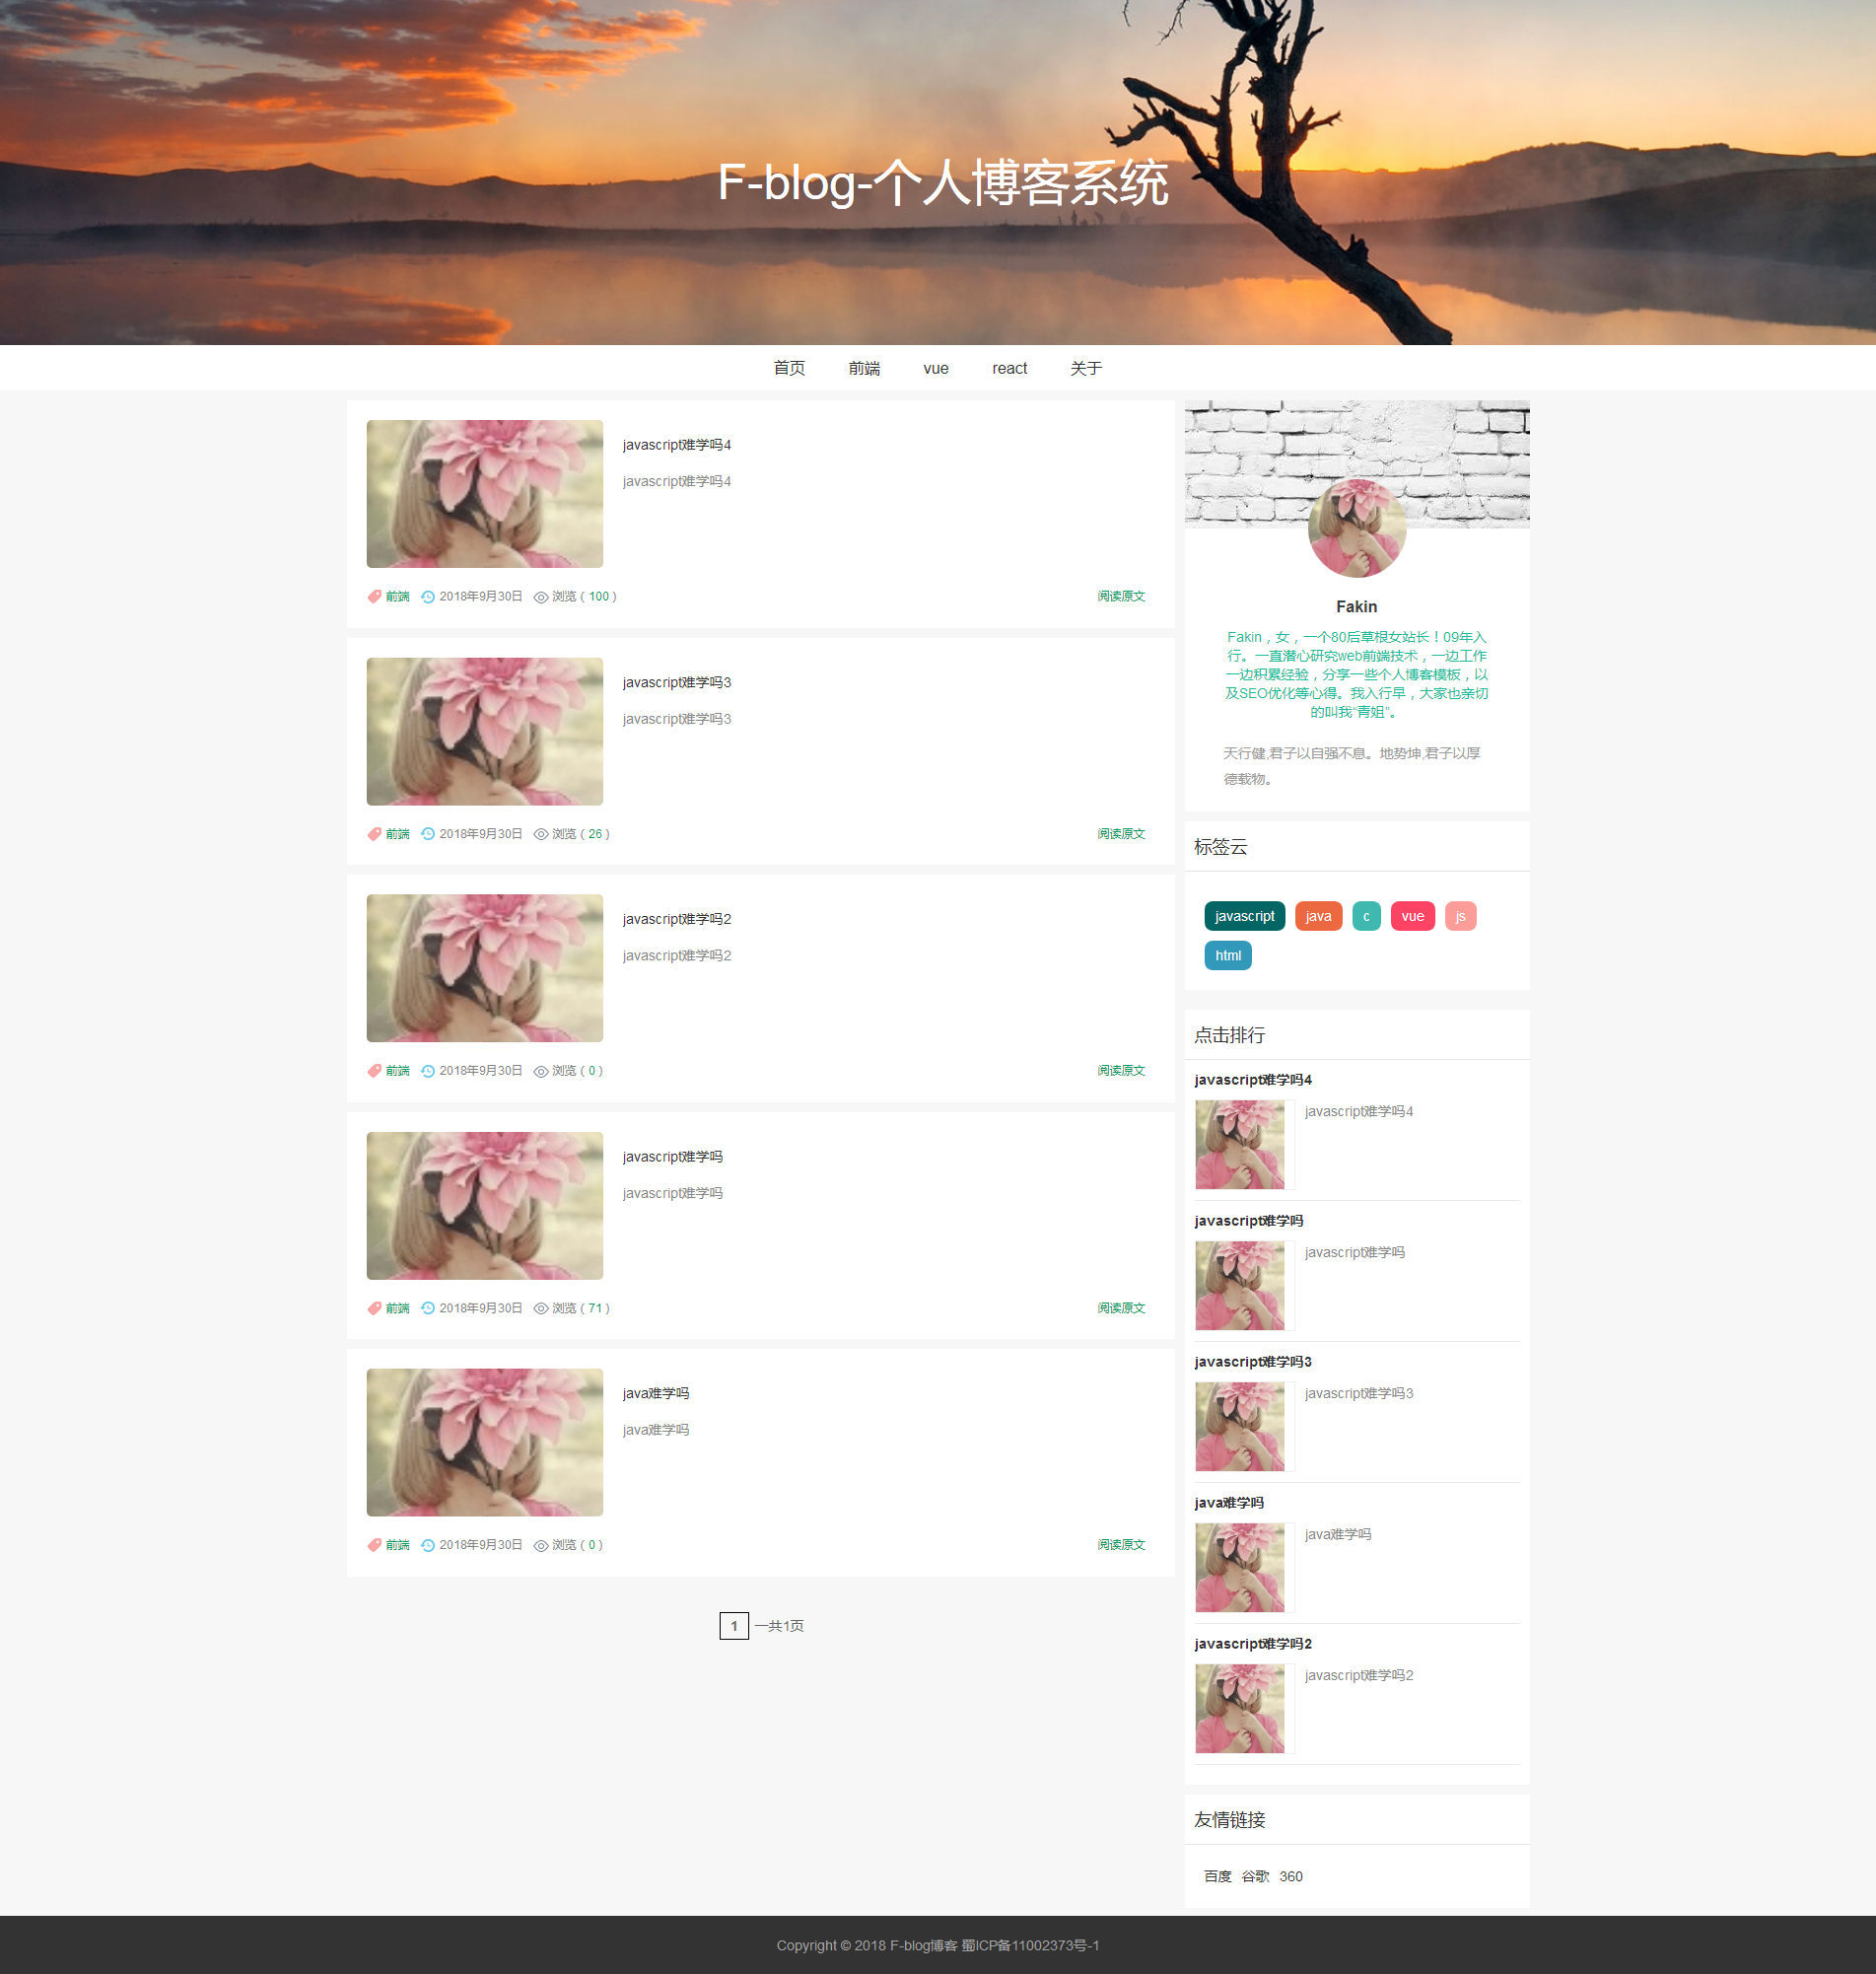 F-blog-个人博客系统
首页 前端 vue react 关于
javascript难学吗4
javascript难学吗4
前端 2018年9月30日 浏览 ( 100 ) 阅读原文
javascript难学吗3
javascript难学吗3
前端 2018年9月30日 浏览 ( 26 ) 阅读原文
javascript难学吗2
javascript难学吗2
前端 2018年9月30日 浏览 ( 0 ) 阅读原文
javascript难学吗
javascript难学吗
前端 2018年9月30日 浏览 ( 71 ) 阅读原文
java难学吗
java难学吗
前端 2018年9月30日 浏览 ( 0 ) 阅读原文
1 一共1页
Fakin
Fakin，女，一个80后草根女站长！09年入
行。一直潜心研究web前端技术，一边工作
一边积累经验，分享一些个人博客模板，以
及SEO优化等心得。我入行早，大家也亲切
的叫我“青姐”。
天行健,君子以自强不息。地势坤,君子以厚
德载物。
标签云
javascript java c vue js
html
点击排行
javascript难学吗4
javascript难学吗4
javascript难学吗
javascript难学吗
javascript难学吗3
javascript难学吗3
java难学吗
java难学吗
javascript难学吗2
javascript难学吗2
友情链接
百度 谷歌 360
Copyright © 2018 F-blog博客 蜀ICP备11002373号-1